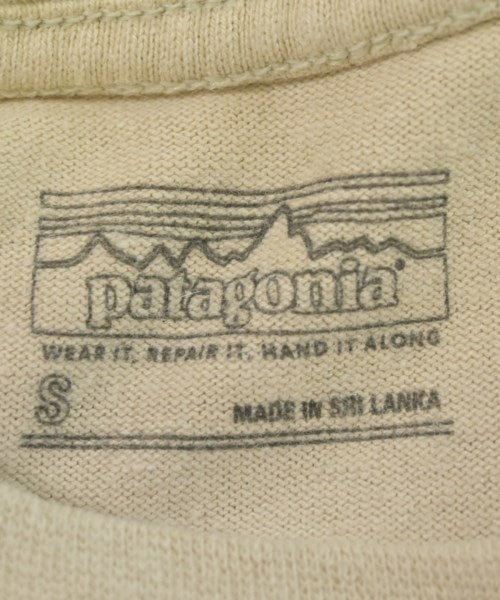 patagonia®
WEAR IT, REPAIR IT, HAND IT ALONG
S
MADE IN SRI LANKA